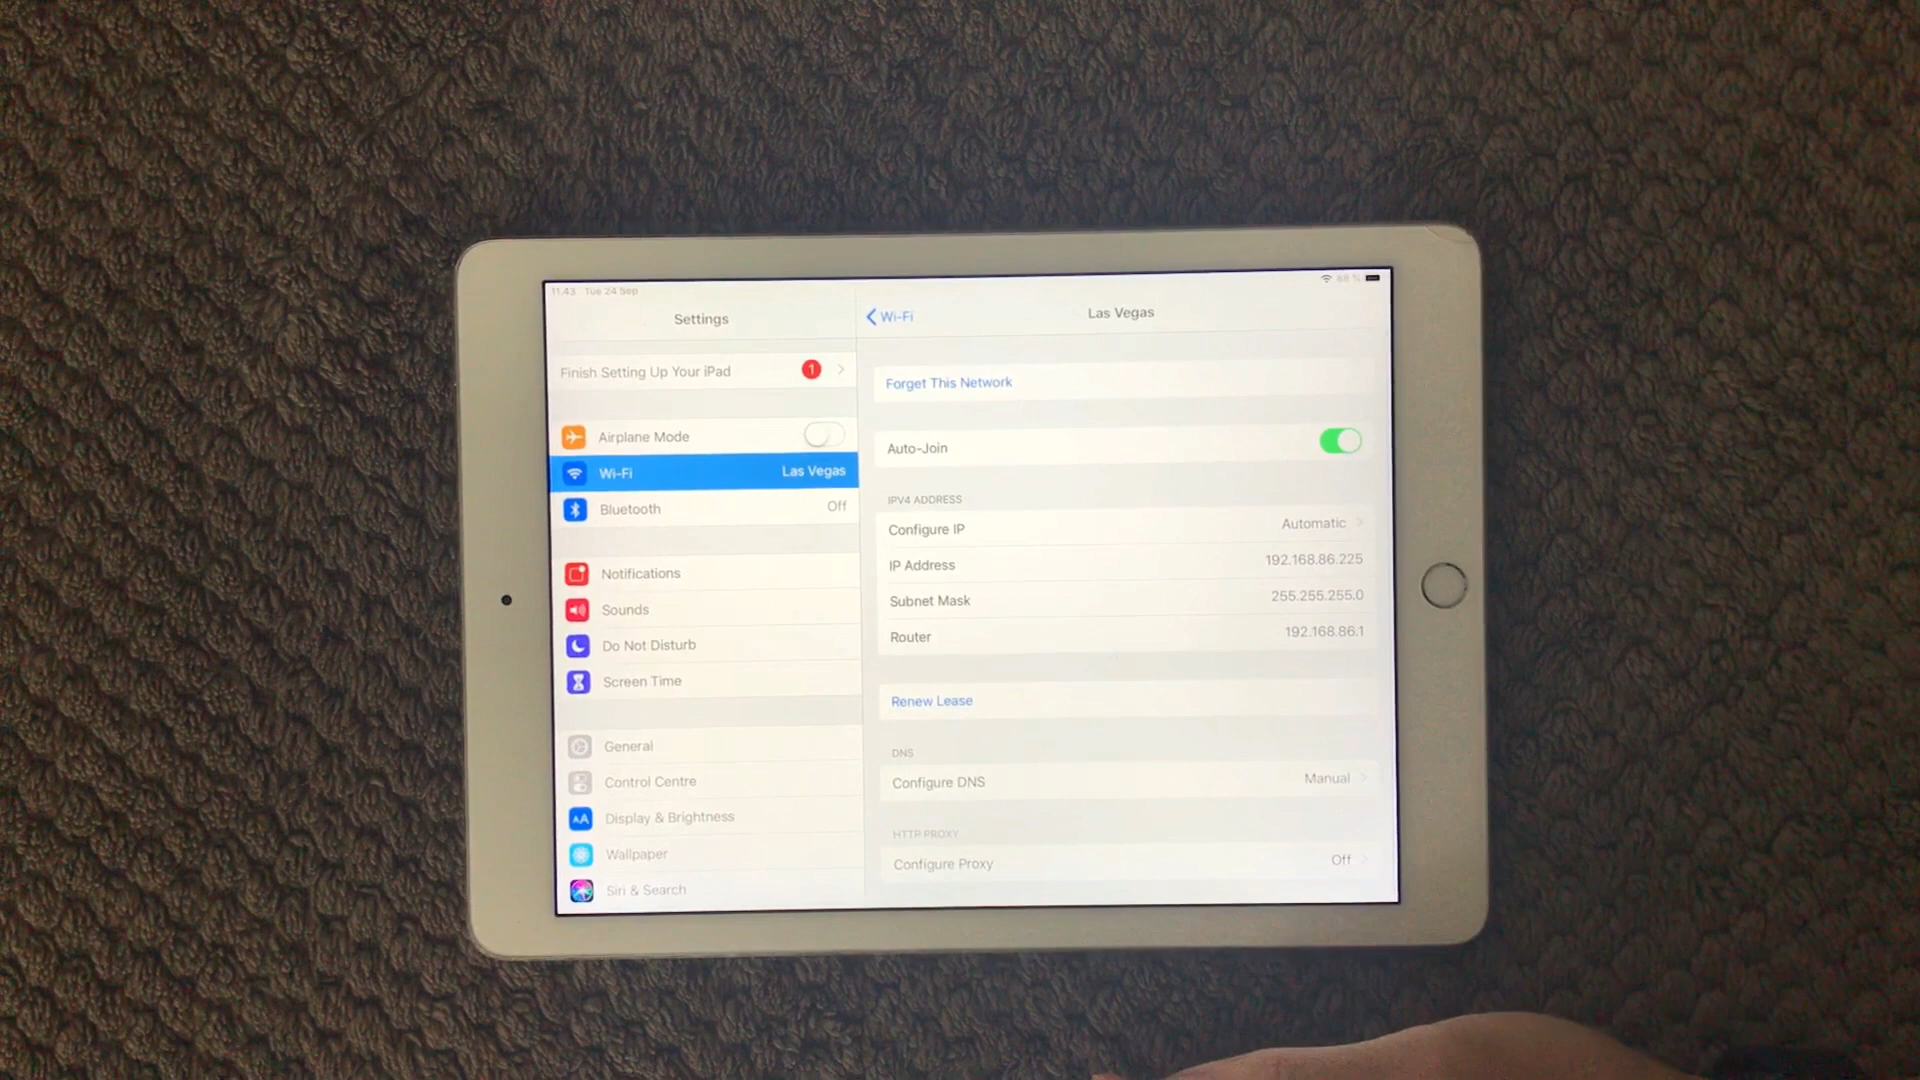 11.43 Tue 24 Sep
88 %
Settings
Finish Setting Up Your iPad 1
Airplane Mode
Wi-Fi Las Vegas
Bluetooth Off
Notifications
Sounds
Do Not Disturb
Screen Time
General
Control Centre
AA Display & Brightness
Wallpaper
Siri & Search
Wi-Fi Las Vegas
Forget This Network
Auto-Join
IPV4 ADDRESS
Configure IP Automatic
IP Address 192.168.86.225
Subnet Mask 255.255.255.0
Router 192.168.86.1
Renew Lease
DNS
Configure DNS Manual
HTTP PROXY
Configure Proxy Off